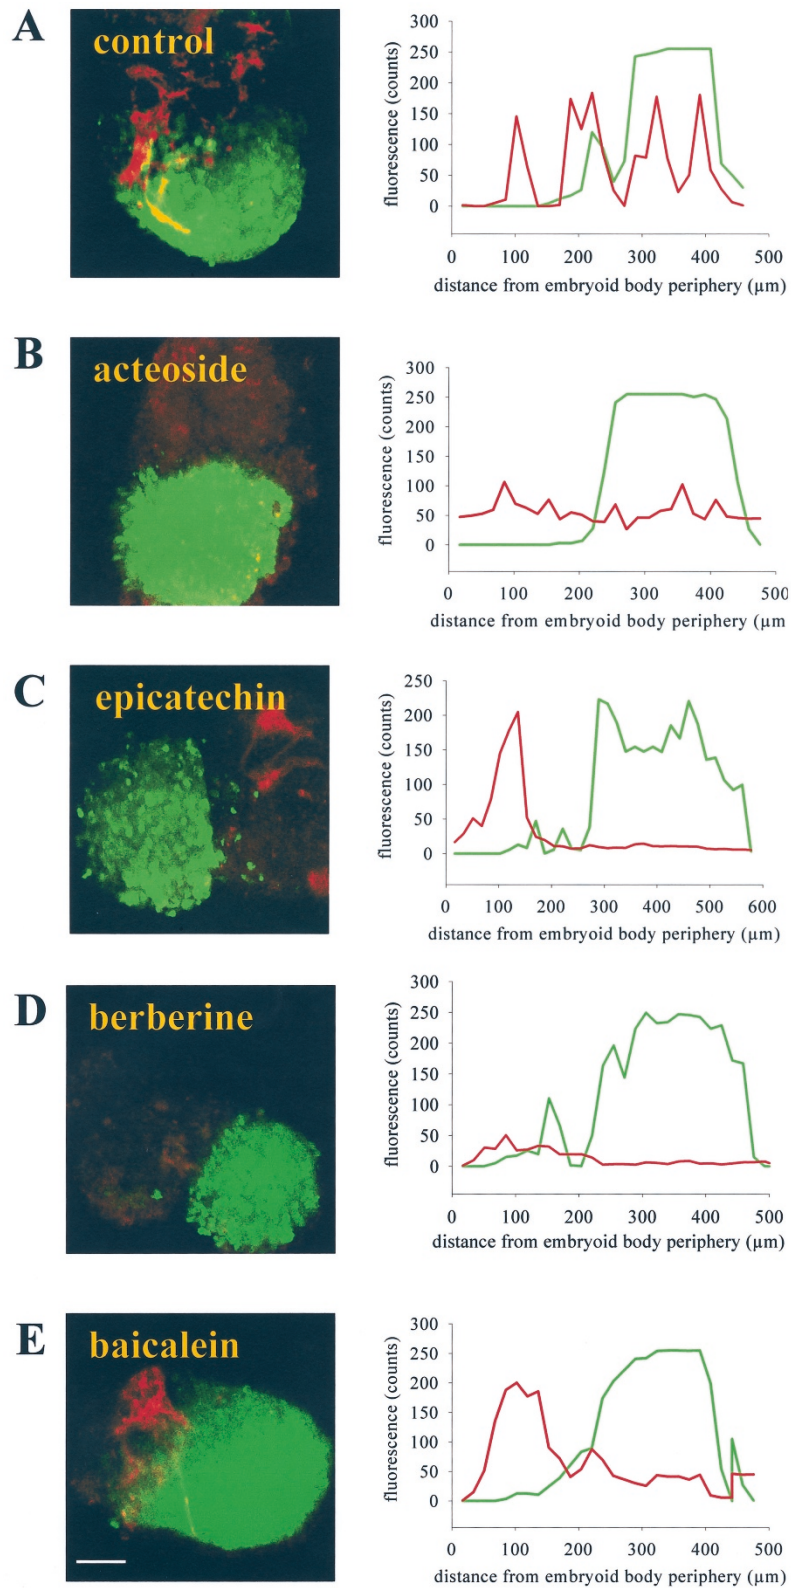 A
control
300
250
200
150
100
50
0
fluorescence (counts)
0 100 200 300 400 500
distance from embryoid body periphery (µm)
B
acteoside
300
250
200
150
100
50
0
fluorescence (counts)
0 100 200 300 400 500
distance from embryoid body periphery (µm
C
epicatechin
250
200
150
100
50
0
fluorescence (counts)
0 100 200 300 400 500 600
distance from embryoid body periphery (µm)
D
berberine
300
250
200
150
100
50
0
fluorescence (counts)
0 100 200 300 400 500
distance from embryoid body periphery (µm)
E
baicalein
300
250
200
150
100
50
0
fluorescence (counts)
0 100 200 300 400 500
distance from embryoid body periphery (µm)